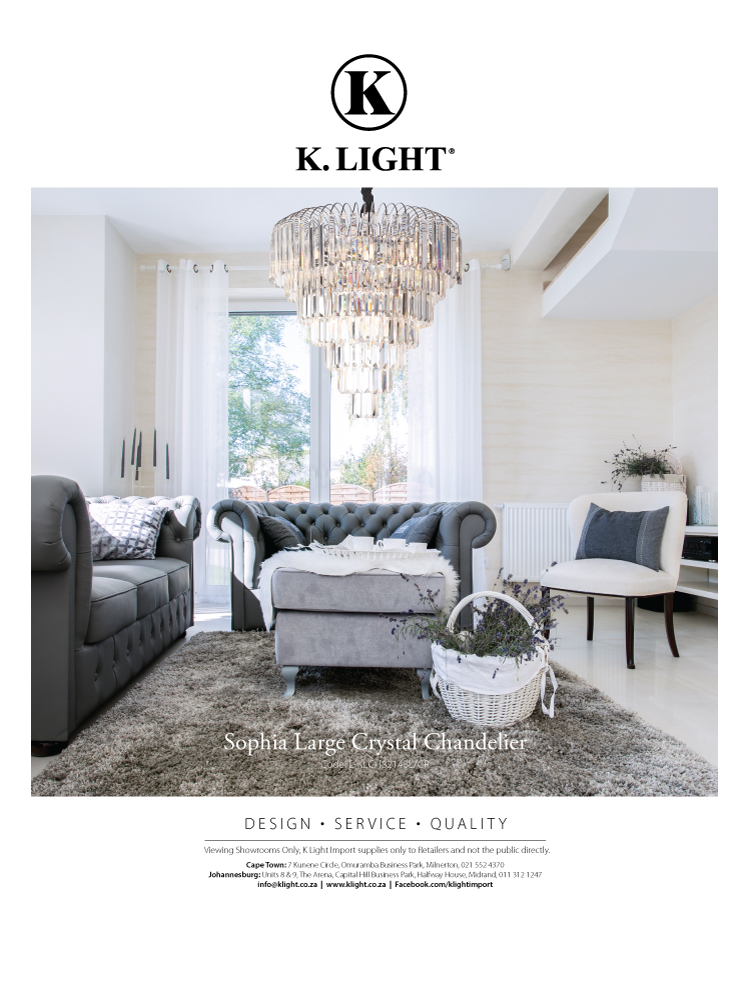 K
K. LIGHT®
Sophia Large Crystal Chandelier
DESIGN • SERVICE • QUALITY
Viewing Showrooms Only, K Light Import supplies only to Retailers and not the public directly.
Cape Town: 7 Kunene Circle, Omuramba Business Park, Milnerton, 021 552 4370
Johannesburg: Units 8 & 9, The Arena, Capital Hill Business Park, Halfway House, Midrand, 011 312 1247
info@klight.co.za | www.klight.co.za | Facebook.com/klightimport